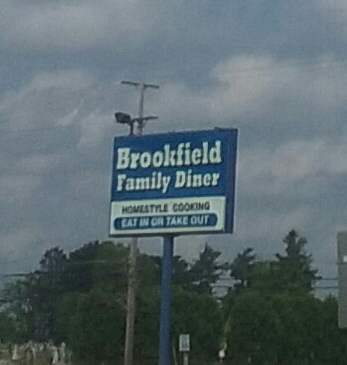 Brookfield
Family Diner
HOMESTYLE COOKING
EAT IN OR TAKE OUT